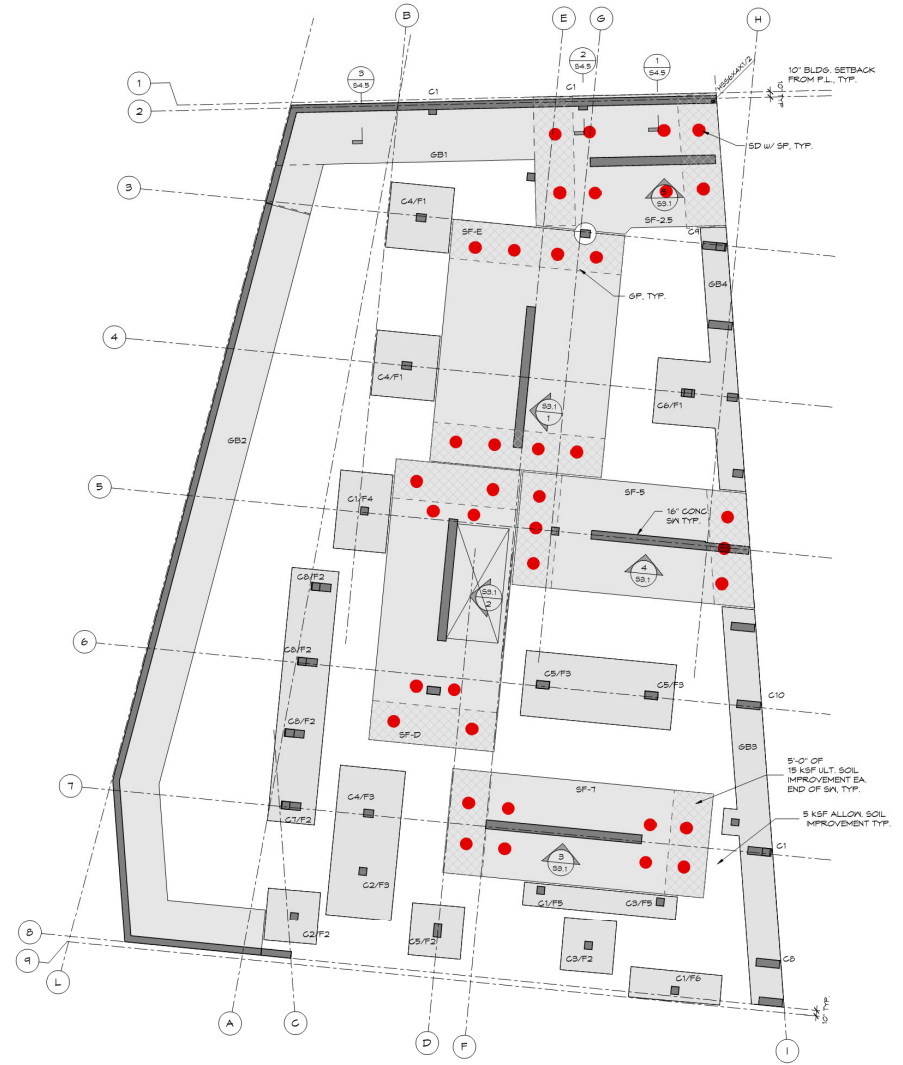 B
E
G
H
3
S4.5
2
S4.5
1
S4.5
HSS6X4X1/2
10" BLDG. SETBACK
FROM P.L., TYP.
10" TYP
1
2
C1
C1
SD W/ SP, TYP.
GB1
3
C4/F1
S3.1
SF-2.5
SF-E
C9
GB4
GP, TYP.
4
C4/F1
C6/F1
S3.1
1
GB2
5
C1/F4
SF-5
16" CONC.
SW TYP.
4
S3.1
C8/F2
S3.1
2
6
C8/F2
C5/F3
C5/F3
C10
C8/F2
SF-D
GB3
5'-0" OF
15 KSF ULT. SOIL
IMPROVEMENT EA.
END OF SW, TYP.
7
SF-7
C4/F3
C7/F2
5 KSF ALLOW. SOIL
IMPROVEMENT TYP.
3
S3.1
C1
C2/F3
C1/F5
C3/F5
8
C2/F2
C5/F2
C3/F2
C8
9
C1/F6
L
A
C
D
F
I
10" TYP.